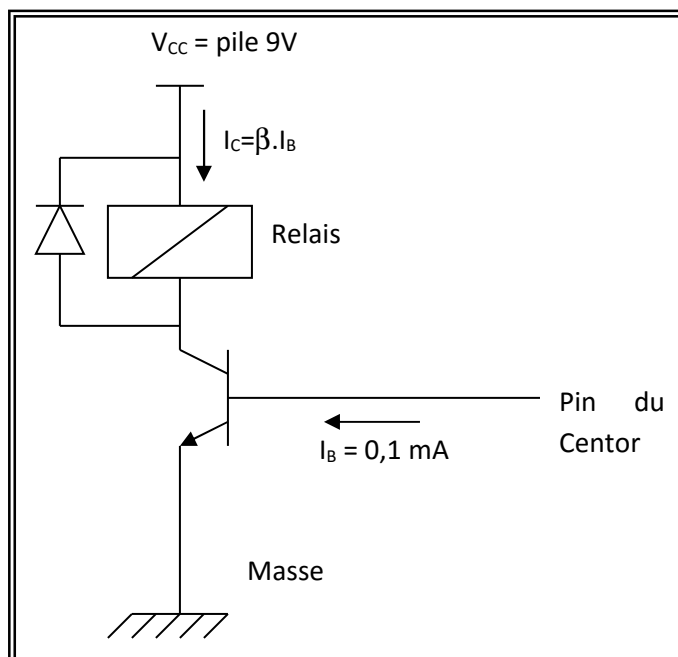 V_CC = pile 9V
I_C=β.I_B
Relais
Pin du
Centor
I_B = 0,1 mA
Masse